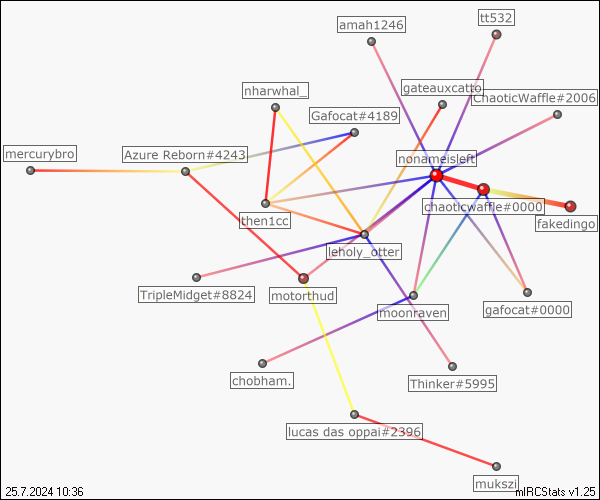 amah1246
tt532
nharwhal_
gateauxcatto
ChaoticWaffle#2006
Gafocat#4189
mercurybro
Azure Reborn#4243
nonameisleft
then1cc
chaoticwaffle#0000
fakedingo
leholy_otter
TripleMidget#8824
motorthud
moonraven
gafocat#0000
chobham.
Thinker#5995
lucas das oppai#2396
mukszi
25.7.2024 10:36
mIRCStats v1.25